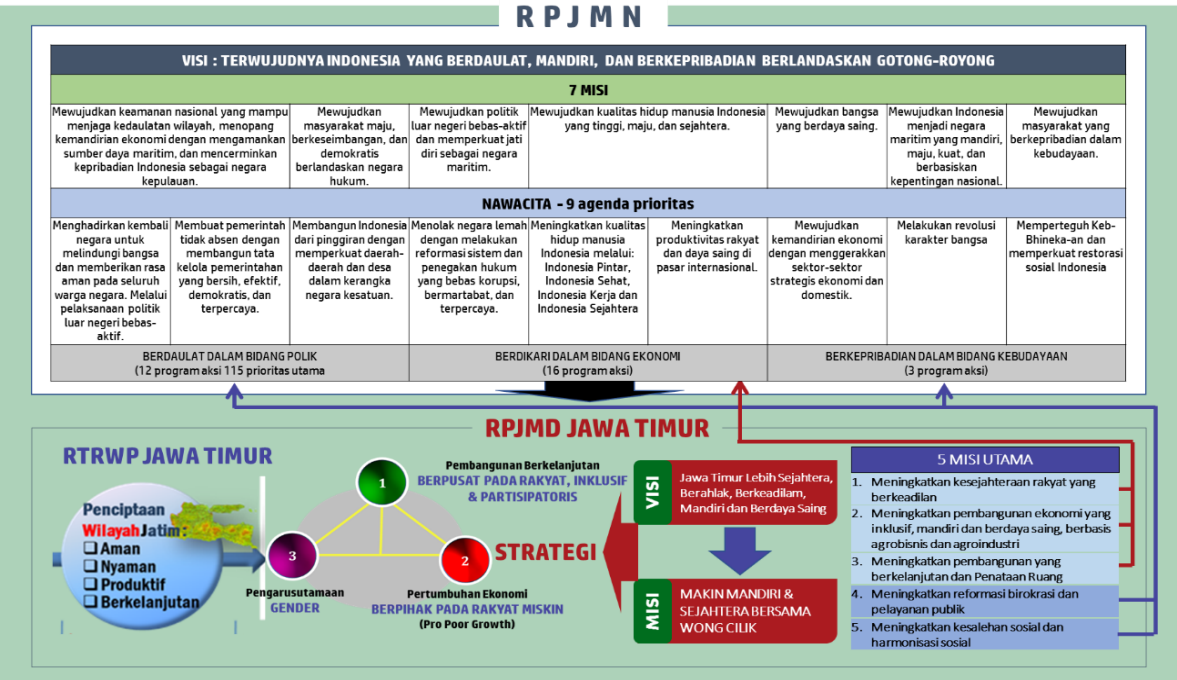 RPJMN
VISI : TERWUJUDNYA INDONESIA YANG BERDAULAT, MANDIRI, DAN BERKEPRIBADIAN BERLANDASKAN GOTONG-ROYONG
7 MISI
Mewujudkan keamanan nasional yang mampu
menjaga kedaulatan wilayah, menopang
kemandirian ekonomi dengan mengamankan
sumber daya maritim, dan mencerminkan
kepribadian Indonesia sebagai negara
kepulauan.
Mewujudkan
masyarakat maju,
berkeseimbangan, dan
demokratis
berlandaskan negara
hukum.
Mewujudkan politik
luar negeri bebas-aktif
dan memperkuat jati
diri sebagai negara
maritim.
Mewujudkan kualitas hidup manusia Indonesia
yang tinggi, maju, dan sejahtera.
Mewujudkan bangsa
yang berdaya saing.
Mewujudkan Indonesia
menjadi negara
maritim yang mandiri,
maju, kuat, dan
berbasiskan
kepentingan nasional.
Mewujudkan
masyarakat yang
berkepribadian dalam
kebudayaan.
NAWACITA - 9 agenda prioritas
Menghadirkan kembali
negara untuk
melindungi bangsa
dan memberikan rasa
aman pada seluruh
warga negara. Melalui
pelaksanaan politik
luar negeri bebas-
aktif.
Membuat pemerintah
tidak absen dengan
membangun tata
kelola pemerintahan
yang bersih, efektif,
demokratis, dan
terpercaya.
Membangun Indonesia
dari pinggiran dengan
memperkuat daerah-
daerah dan desa
dalam kerangka
negara kesatuan.
Menolak negara lemah
dengan melakukan
reformasi sistem dan
penegakan hukum
yang bebas korupsi,
bermartabat, dan
terpercaya.
Meningkatkan kualitas
hidup manusia
Indonesia melalui:
Indonesia Pintar,
Indonesia Sehat,
Indonesia Kerja dan
Indonesia Sejahtera
Meningkatkan
produktivitas rakyat
dan daya saing di
pasar internasional.
Mewujudkan
kemandirian ekonomi
dengan menggerakkan
sektor-sektor
strategis ekonomi dan
domestik.
Melakukan revolusi
karakter bangsa
Memperteguh Keb-
Bhineka-an dan
memperkuat restorasi
sosial Indonesia
BERDAULAT DALAM BIDANG POLIK
(12 program aksi 115 prioritas utama
BERDIKARI DALAM BIDANG EKONOMI
(16 program aksi)
BERKEPRIBADIAN DALAM BIDANG KEBUDAYAAN
(3 program aksi)
RPJMD JAWA TIMUR
RTRWP JAWA TIMUR
Penciptaan
WilayahJatim :
Aman
Nyaman
Produktif
Berkelanjutan
1
Pembangunan Berkelanjutan
BERPUSAT PADA RAKYAT, INKLUSIF
& PARTISIPATORIS
3
Pengarusutamaan
GENDER
2
Pertumbuhan Ekonomi
BERPIHAK PADA RAKYAT MISKIN
(Pro Poor Growth)
STRATEGI
VISI
Jawa Timur Lebih Sejahtera,
Berahlak, Berkeadilam,
Mandiri dan Berdaya Saing
MISI
MAKIN MANDIRI &
SEJAHTERA BERSAMA
WONG CILIK
5 MISI UTAMA
1. Meningkatkan kesejahteraan rakyat yang
berkeadilan
2. Meningkatkan pembangunan ekonomi yang
inklusif, mandiri dan berdaya saing, berbasis
agrobisnis dan agroindustri
3. Meningkatkan pembangunan yang
berkelanjutan dan Penataan Ruang
4. Meningkatkan reformasi birokrasi dan
pelayanan publik
5. Meningkatkan kesalehan sosial dan
harmonisasi sosial